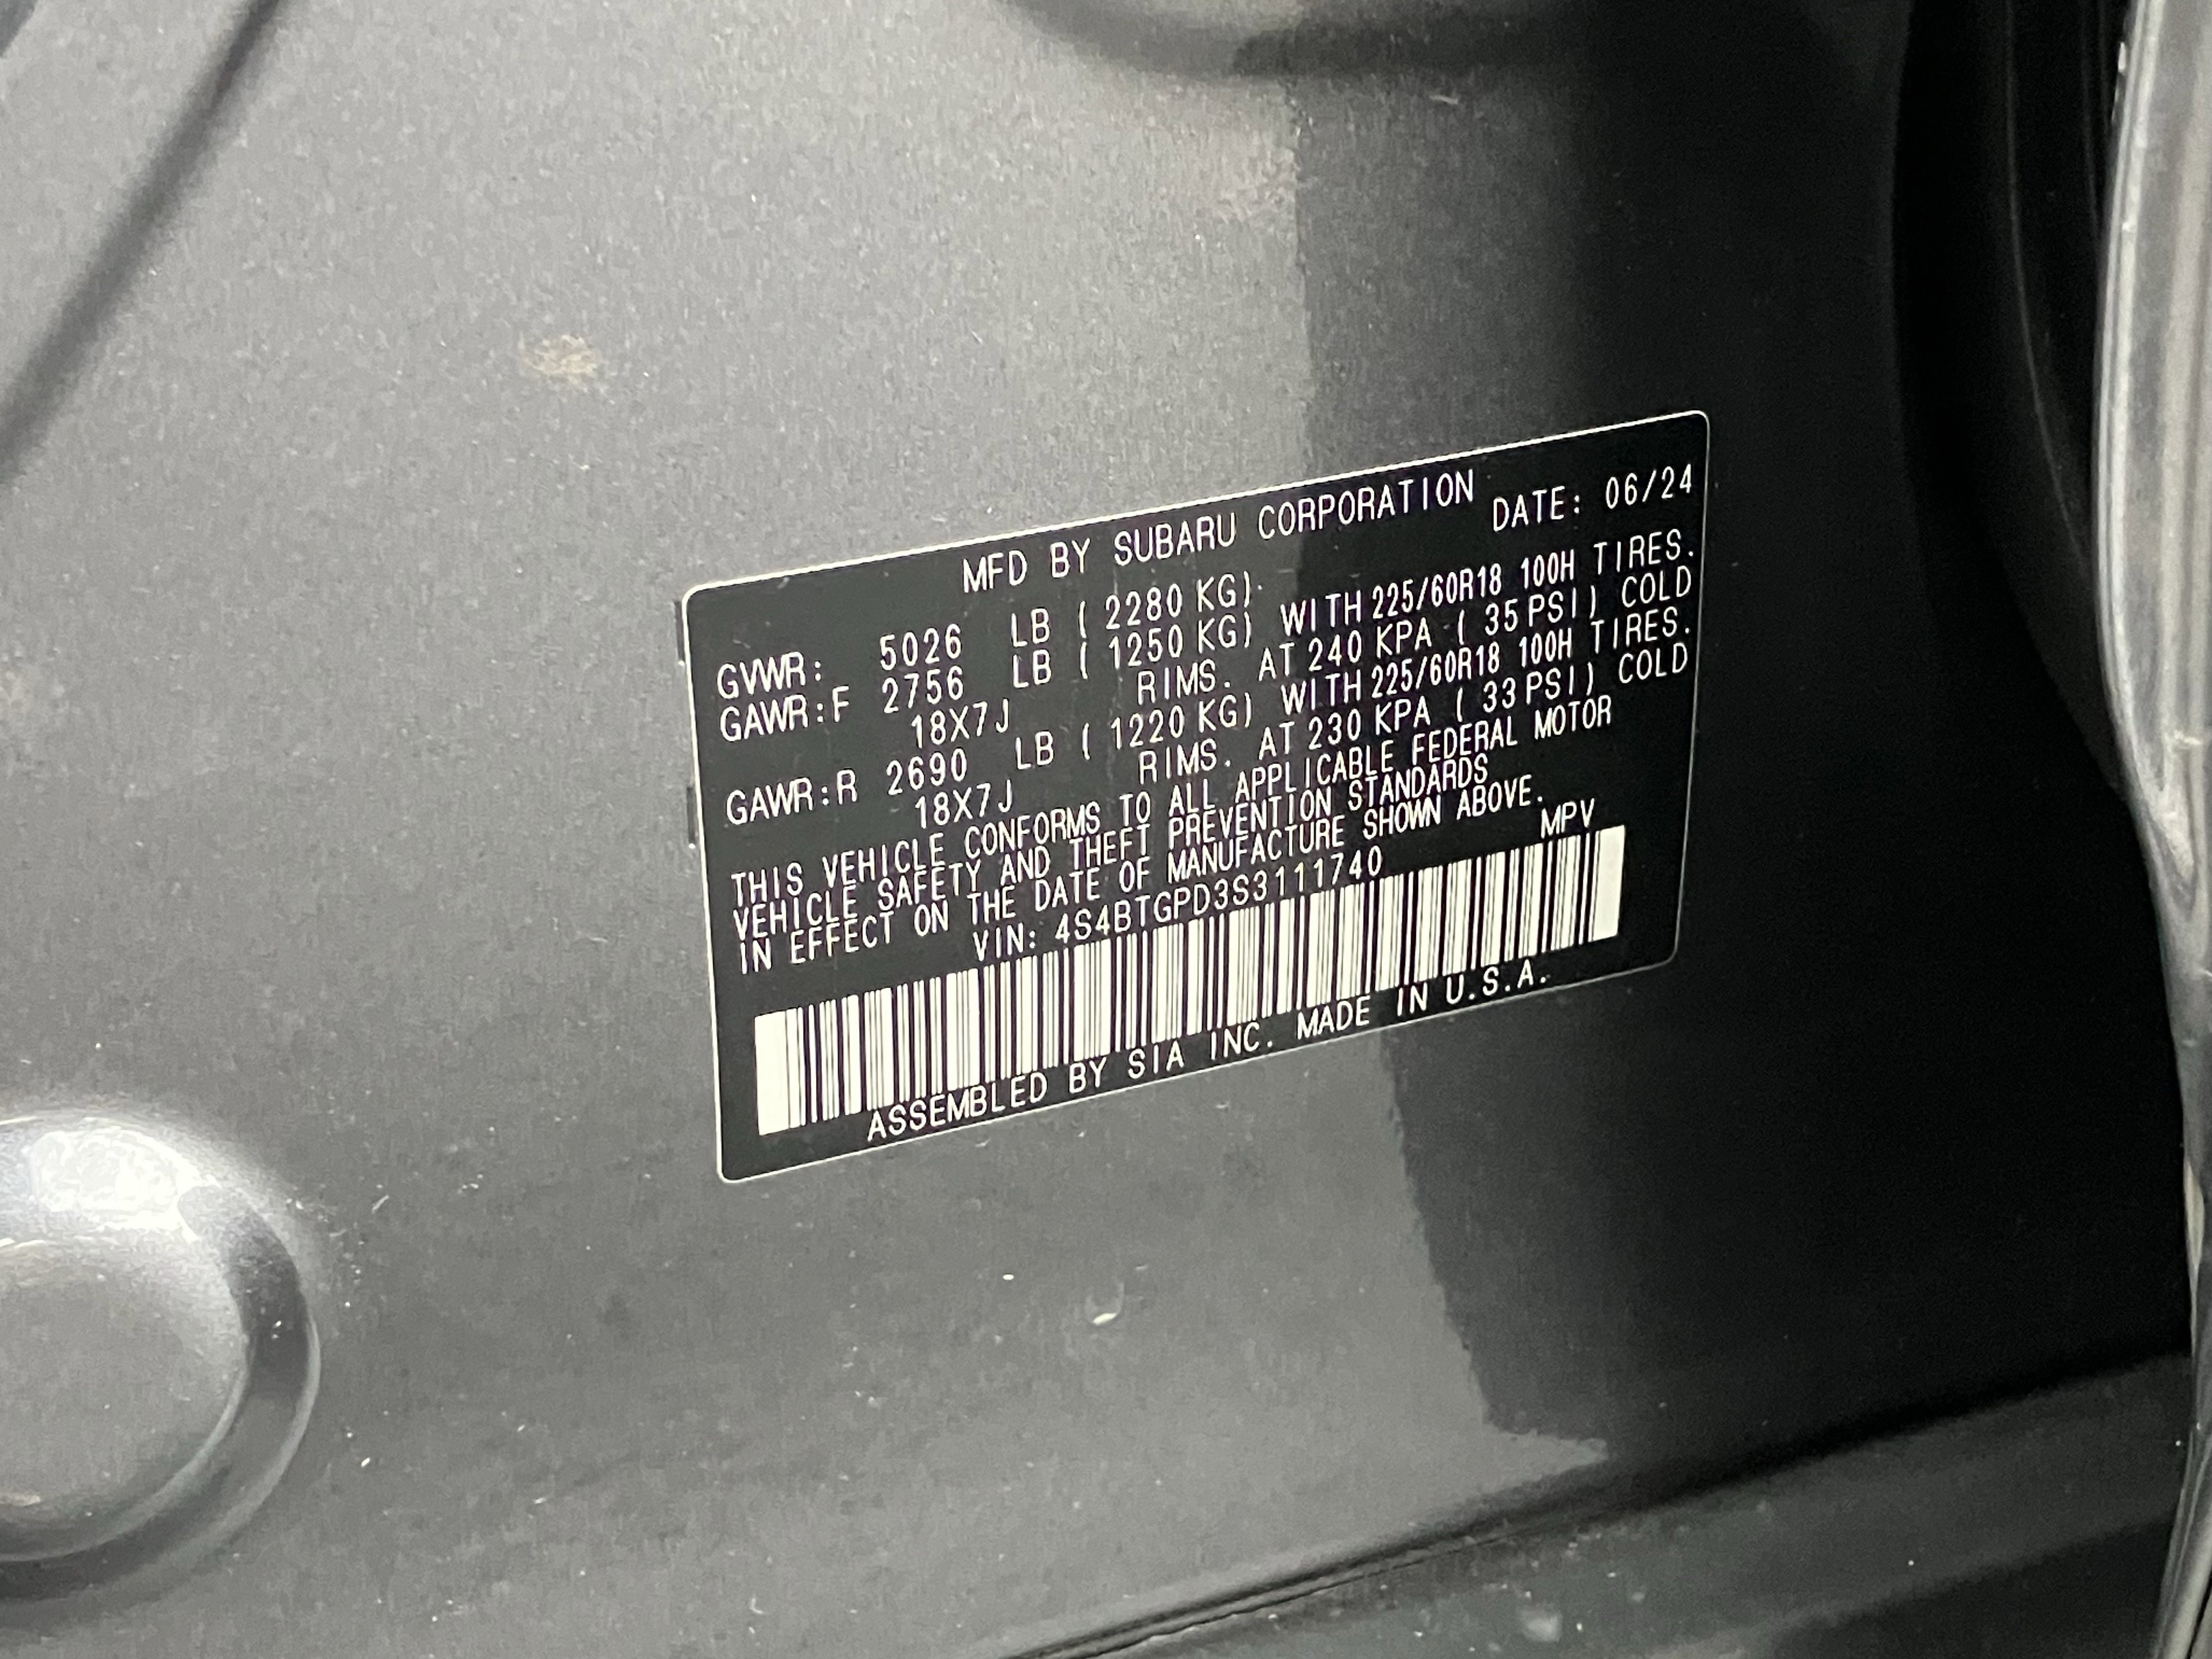 MFD BY SUBARU CORPORATION
DATE: 06/24
GVWR: 5026 LB ( 2280 KG)
GAWR:F 2756 LB ( 1250 KG) WITH 225/60R18 100H TIRES.
18X7J RIMS. AT 240 KPA ( 35 PSI) COLD
GAWR:R 2690 LB ( 1220 KG) WITH 225/60R18 100H TIRES.
18X7J RIMS. AT 230 KPA ( 33 PSI) COLD
THIS VEHICLE CONFORMS TO ALL APPLICABLE FEDERAL MOTOR
VEHICLE SAFETY AND THEFT PREVENTION STANDARDS
IN EFFECT ON THE DATE OF MANUFACTURE SHOWN ABOVE.
VIN: 4S4BTGPD3S3111740 MPV
ASSEMBLED BY SIA INC. MADE IN U.S.A.